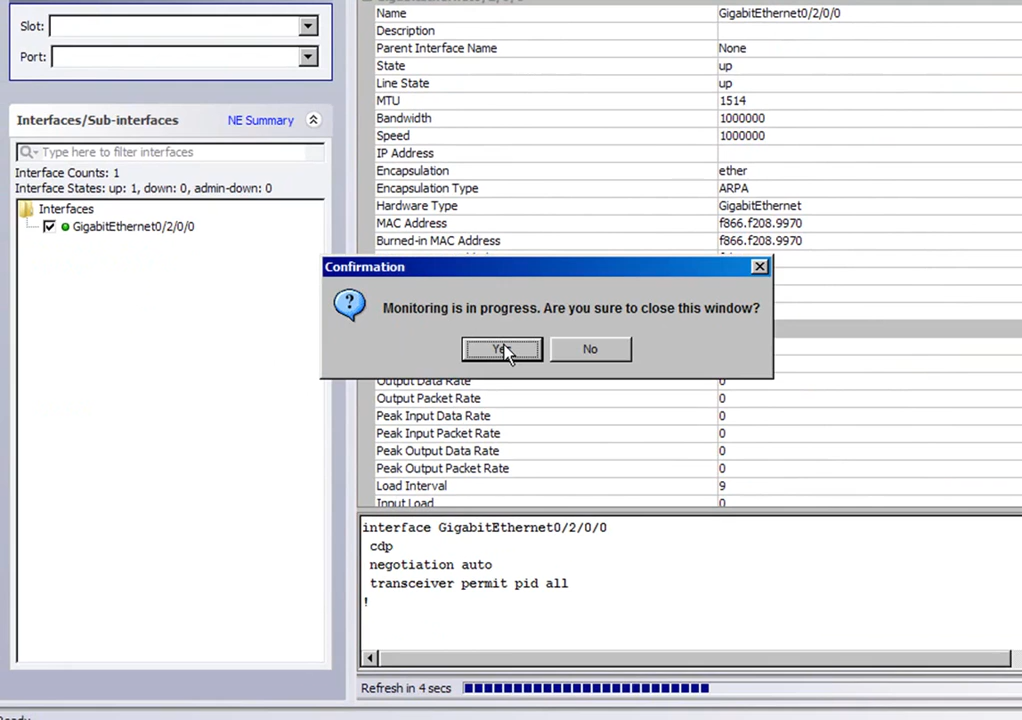 Slot:
Port:
Interfaces/Sub-interfaces NE Summary
Type here to filter interfaces
Interface Counts: 1
Interface States: up: 1, down: 0, admin-down: 0
Interfaces
GigabitEthernet0/2/0/0
Name GigabitEthernet0/2/0/0
Description
Parent Interface Name None
State up
Line State up
MTU 1514
Bandwidth 1000000
Speed 1000000
IP Address
Encapsulation ether
Encapsulation Type ARPA
Hardware Type GigabitEthernet
MAC Address f866.f208.9970
Burned-in MAC Address f866.f208.9970
Confirmation
Monitoring is in progress. Are you sure to close this window?
Yes No
Output Data Rate 0
Output Packet Rate 0
Peak Input Data Rate 0
Peak Input Packet Rate 0
Peak Output Data Rate 0
Peak Output Packet Rate 0
Load Interval 9
Input Load 0
interface GigabitEthernet0/2/0/0
cdp
negotiation auto
transceiver permit pid all
!
Refresh in 4 secs
Ready